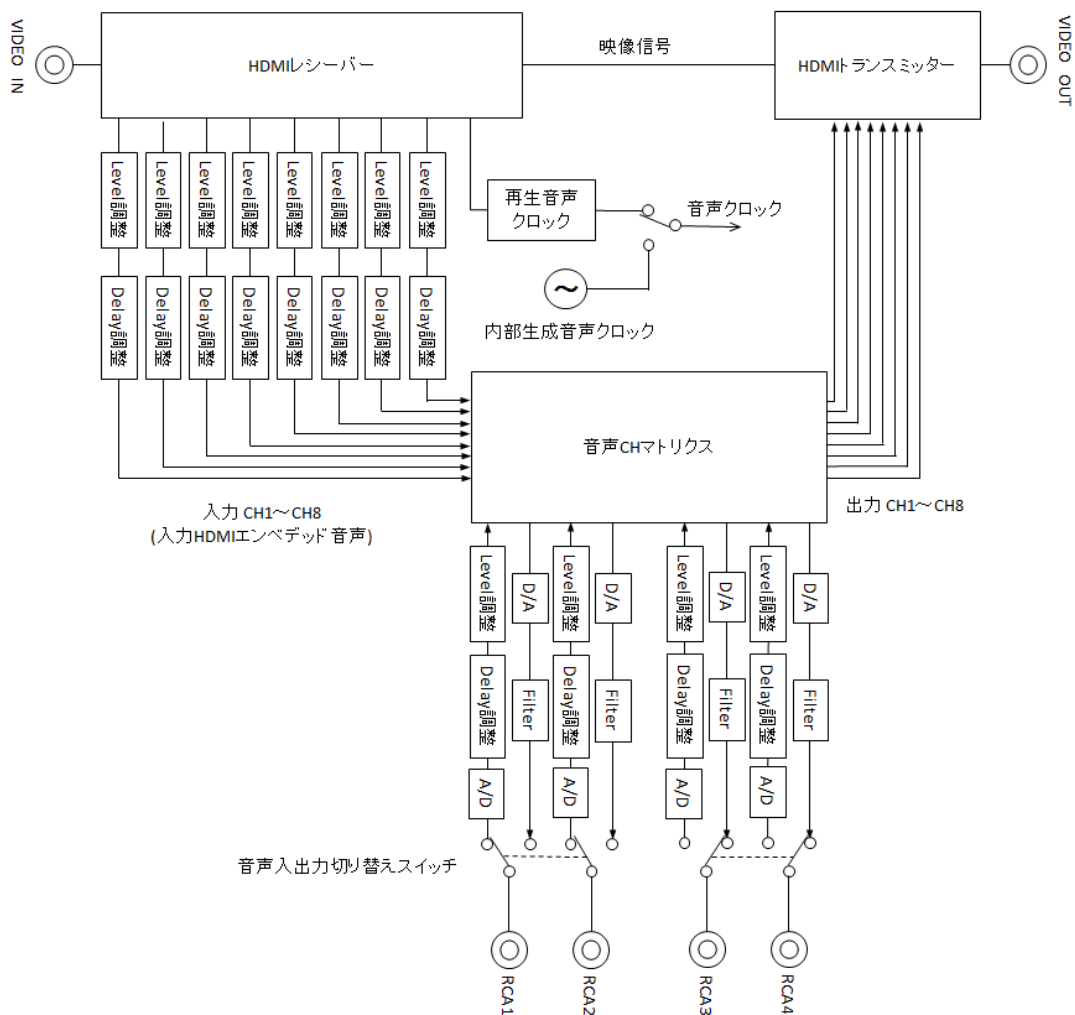 VIDEO IN
HDMIレシーバー
映像信号
HDMIトランスミッター
VIDEO OUT
Level調整
Level調整
Level調整
Level調整
Level調整
Level調整
Level調整
Level調整
再生音声
クロック
音声クロック
Delay調整
Delay調整
Delay調整
Delay調整
Delay調整
Delay調整
Delay調整
Delay調整
~
内部生成音声クロック
音声CHマトリクス
入力 CH1～CH8
(入力HDMIエンベデッド音声)
出力 CH1～CH8
Level調整
D/A
Level調整
D/A
Level調整
D/A
Level調整
D/A
Delay調整
Filter
Delay調整
Filter
Delay調整
Filter
Delay調整
Filter
A/D
A/D
A/D
A/D
音声入出力切り替えスイッチ
RCA1
RCA2
RCA3
RCA4